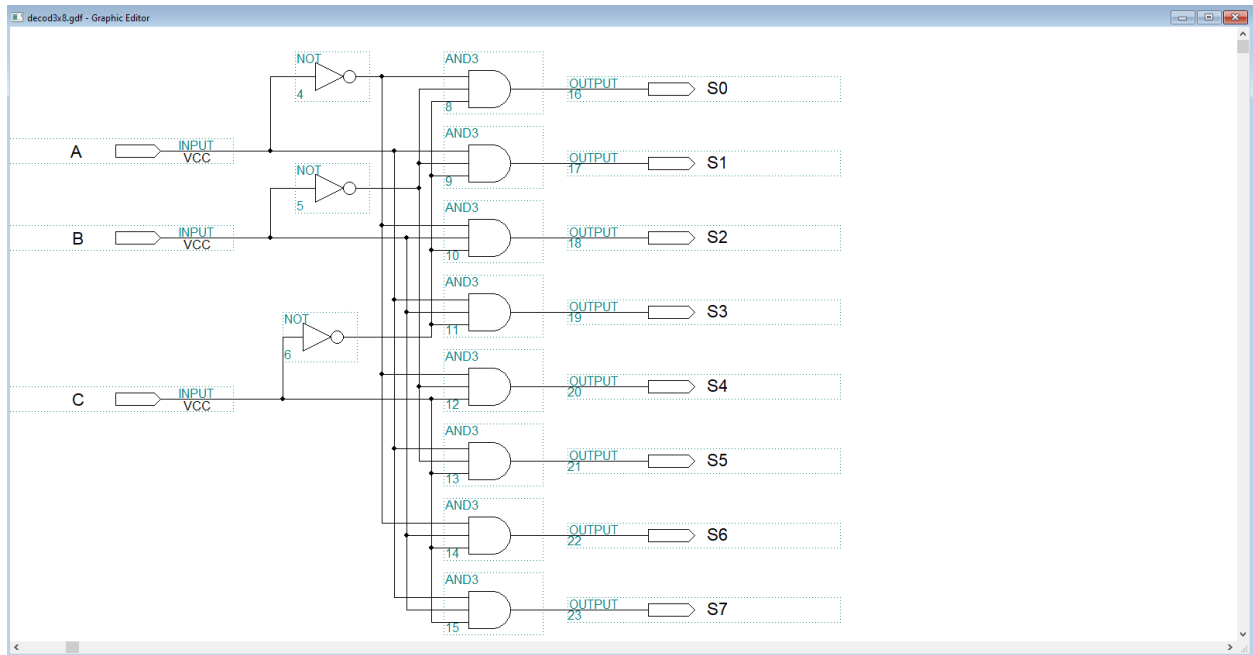 decod3x8.gdf - Graphic Editor
NOT
4
AND3
8
OUTPUT
16
S0
A
INPUT
VCC
AND3
9
OUTPUT
17
S1
NOT
5
B
INPUT
VCC
AND3
10
OUTPUT
18
S2
AND3
11
OUTPUT
19
S3
NOT
6
C
INPUT
VCC
AND3
12
OUTPUT
20
S4
AND3
13
OUTPUT
21
S5
AND3
14
OUTPUT
22
S6
AND3
15
OUTPUT
23
S7